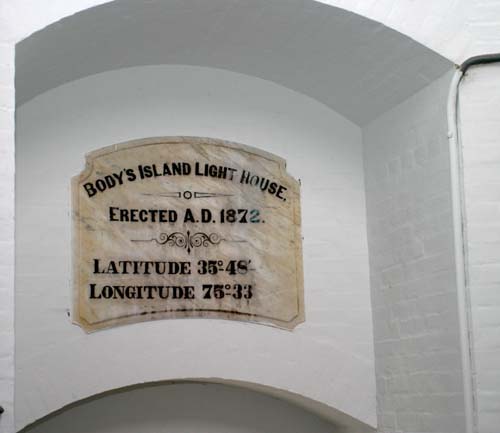 BODY'S ISLAND LIGHT HOUSE.
ERECTED A.D. 1872.
LATITUDE 35°-48'
LONGITUDE 75°-33